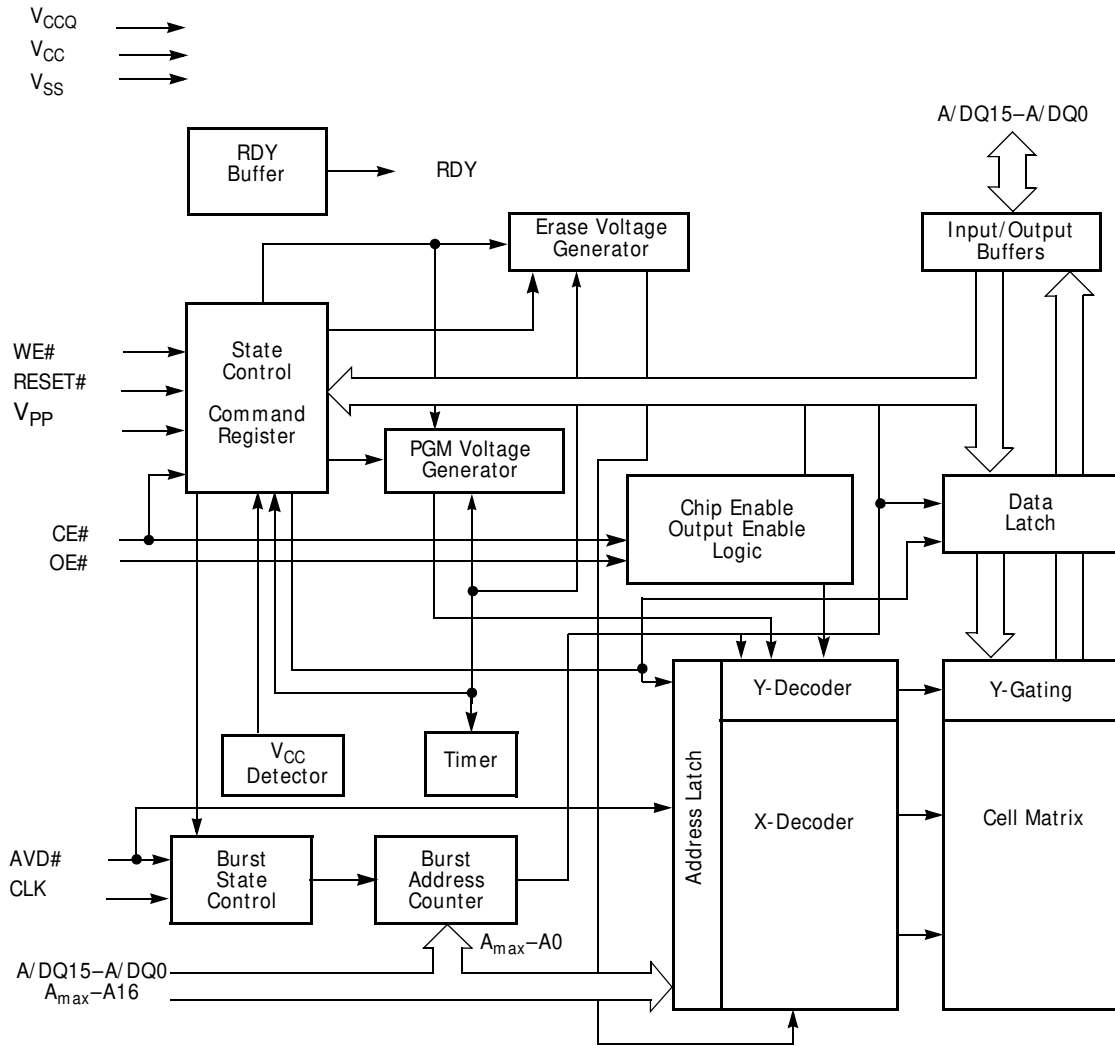 VCCQ
VCC
VSS
A/DQ15–A/DQ0
RDY
Buffer
RDY
Erase Voltage
Generator
Input/Output
Buffers
WE#
RESET#
VPP
State
Control
Command
Register
PGM Voltage
Generator
CE#
OE#
Chip Enable
Output Enable
Logic
Data
Latch
Y-Decoder
Y-Gating
VCC
Detector
Timer
Address Latch
X-Decoder
Cell Matrix
AVD#
CLK
Burst
State
Control
Burst
Address
Counter
Amax–A0
A/DQ15–A/DQ0
Amax–A16